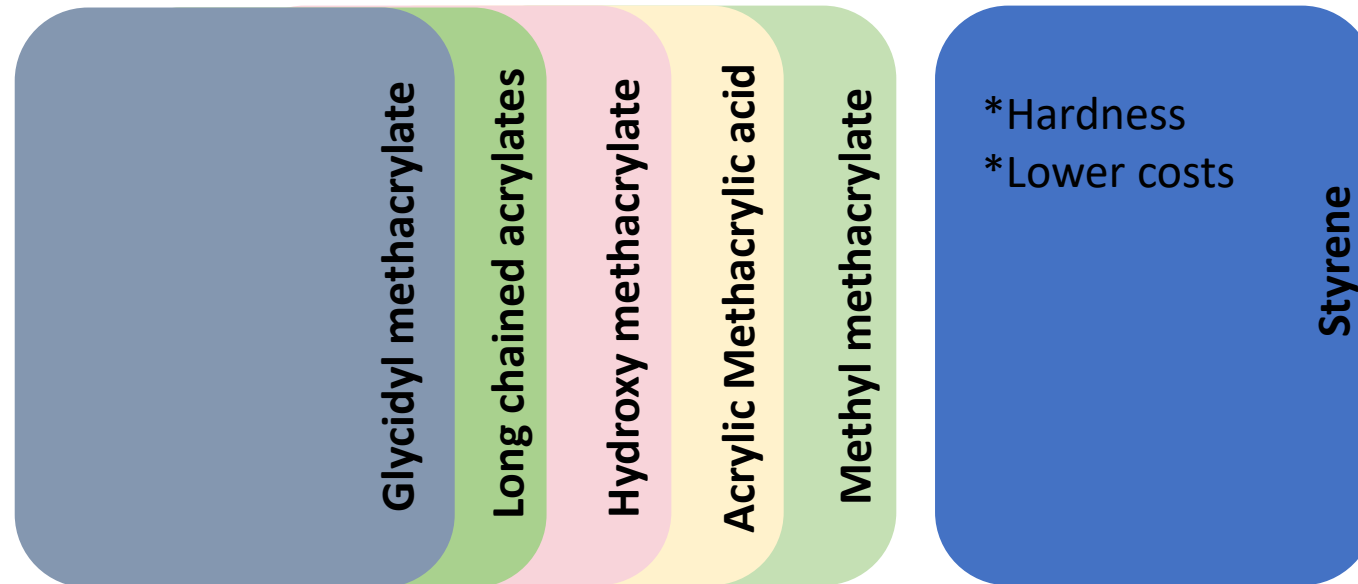 Glycidyl methacrylate
Long chained acrylates
Hydroxy methacrylate
Acrylic Methacrylic acid
Methyl methacrylate
*Hardness
*Lower costs
Styrene